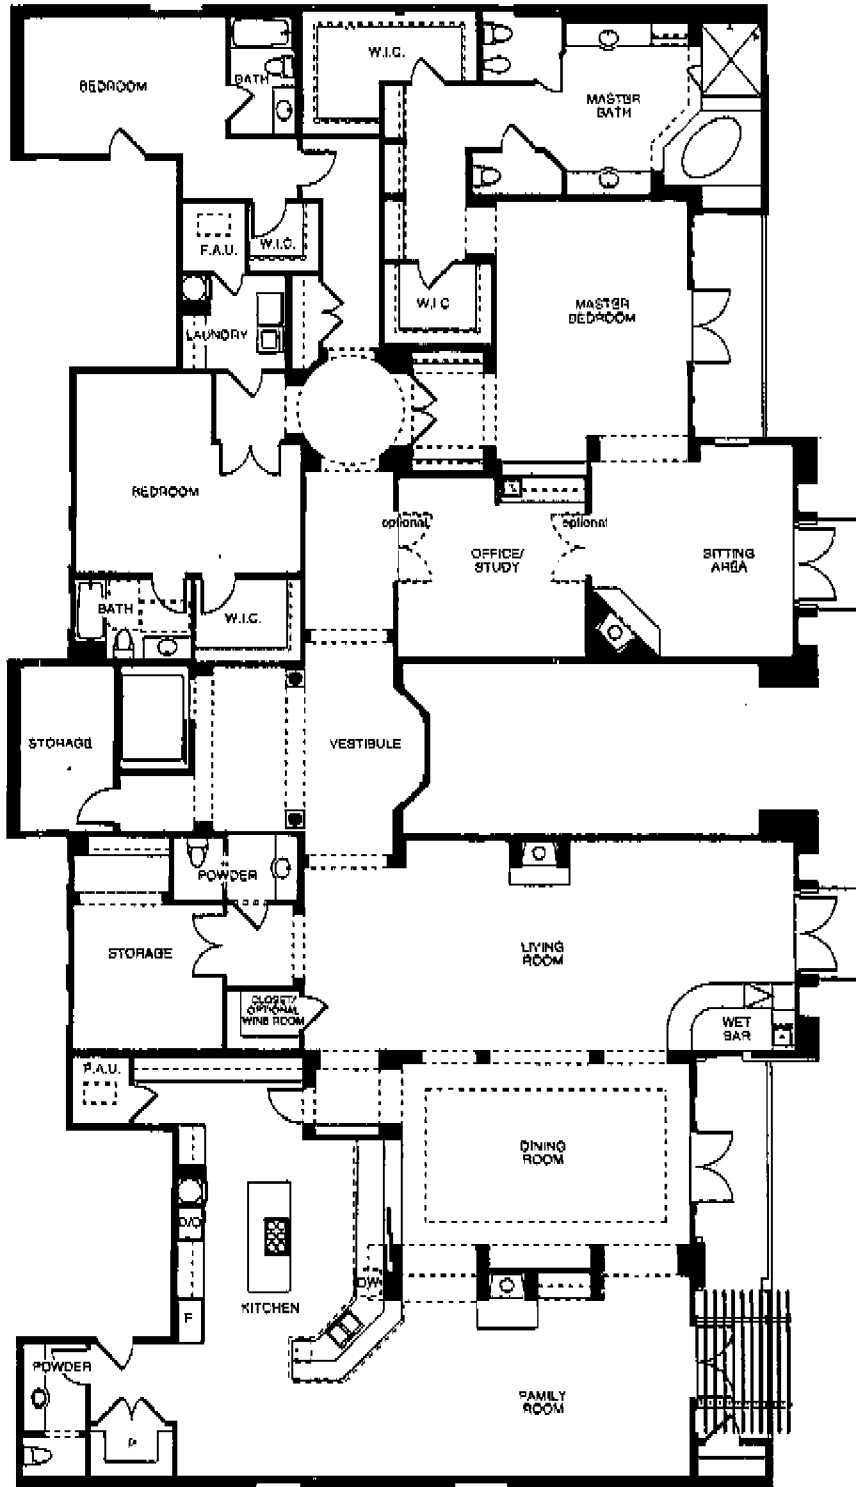 BEDROOM
BATH
W.I.C.
MASTER
BATH
F.A.U.
W.I.C.
W.I.C
MASTER
BEDROOM
LAUNDRY
BEDROOM
optional
optional
OFFICE/
STUDY
SITTING
AREA
BATH
W.I.C.
STORAGE
VESTIBULE
POWDER
STORAGE
LIVING
ROOM
CLOSET/
OPTIONAL
WINE ROOM
WET
BAR
F.A.U.
DINING
ROOM
D/O
DW
KITCHEN
F
POWDER
FAMILY
ROOM
P